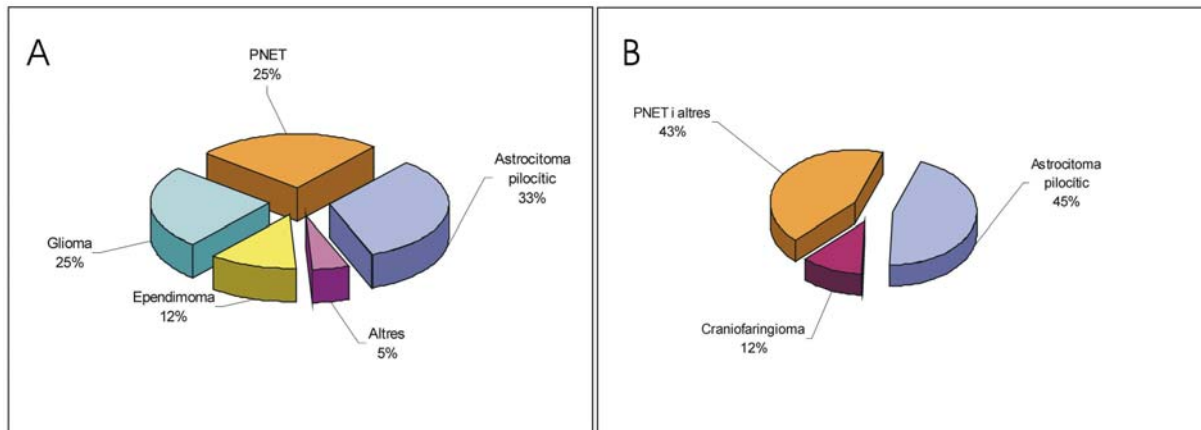 A
PNET
25%
Astrocitoma
pilocític
33%
Glioma
25%
Ependimoma
12%
Altres
5%
B
PNET i altres
43%
Astrocitoma
pilocític
45%
Craniofaringioma
12%